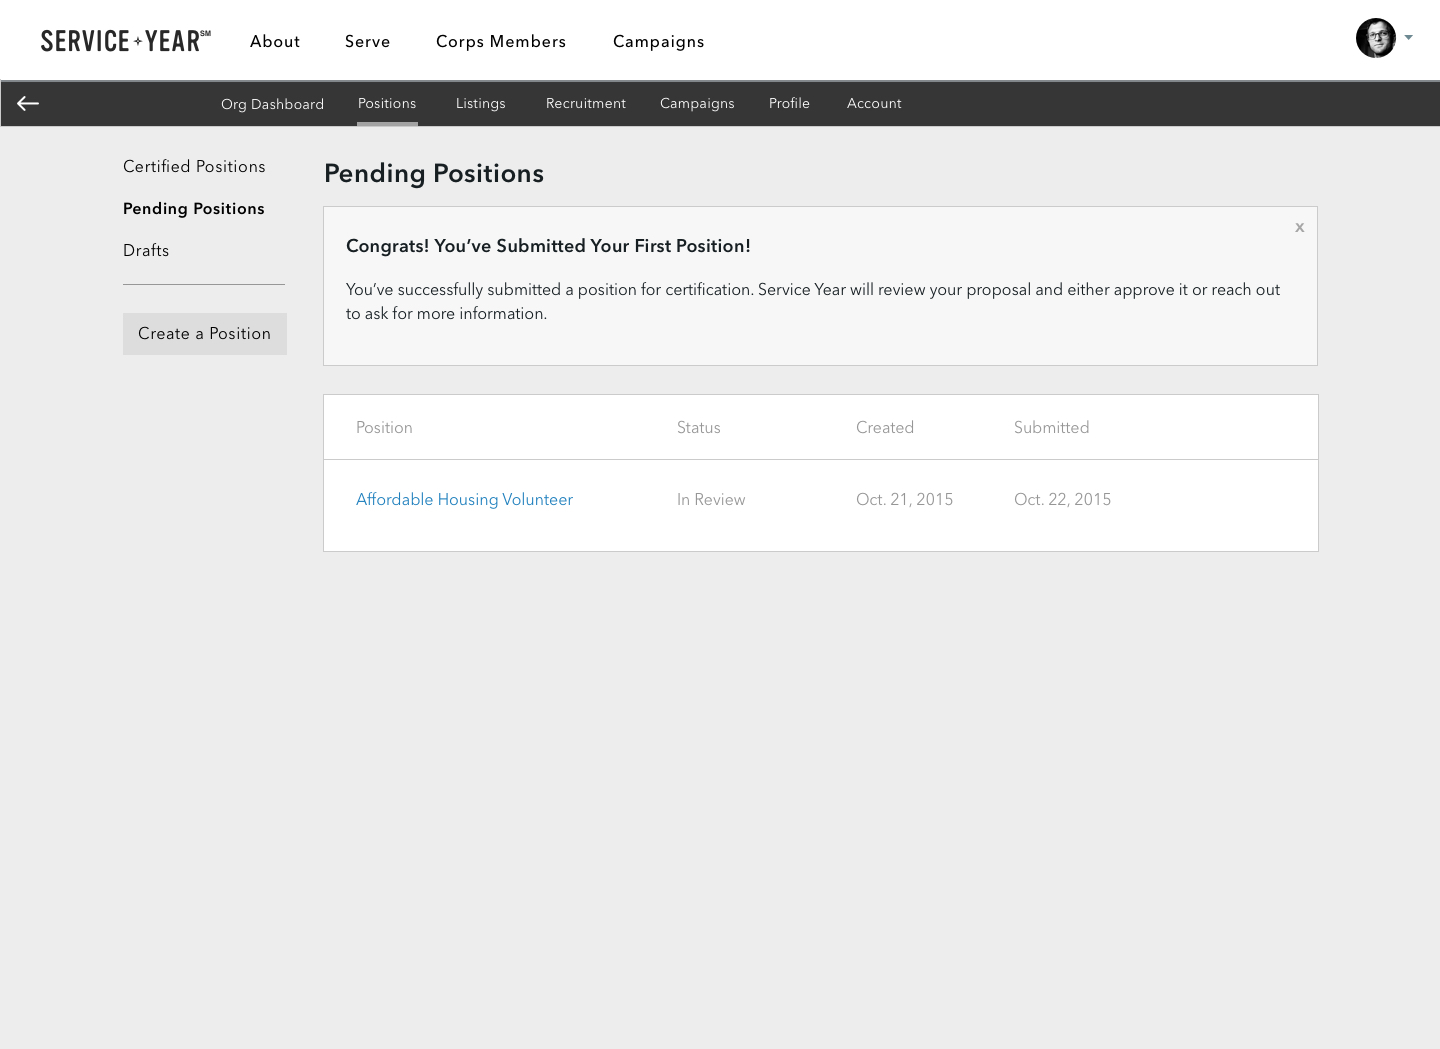 SERVICE YEAR℠
About Serve Corps Members Campaigns
Org Dashboard Positions Listings Recruitment Campaigns Profile Account
Certified Positions
Pending Positions
Drafts
Create a Position
Pending Positions
x
Congrats! You’ve Submitted Your First Position!
You’ve successfully submitted a position for certification. Service Year will review your proposal and either approve it or reach out
to ask for more information.
Position Status Created Submitted
Affordable Housing Volunteer In Review Oct. 21, 2015 Oct. 22, 2015